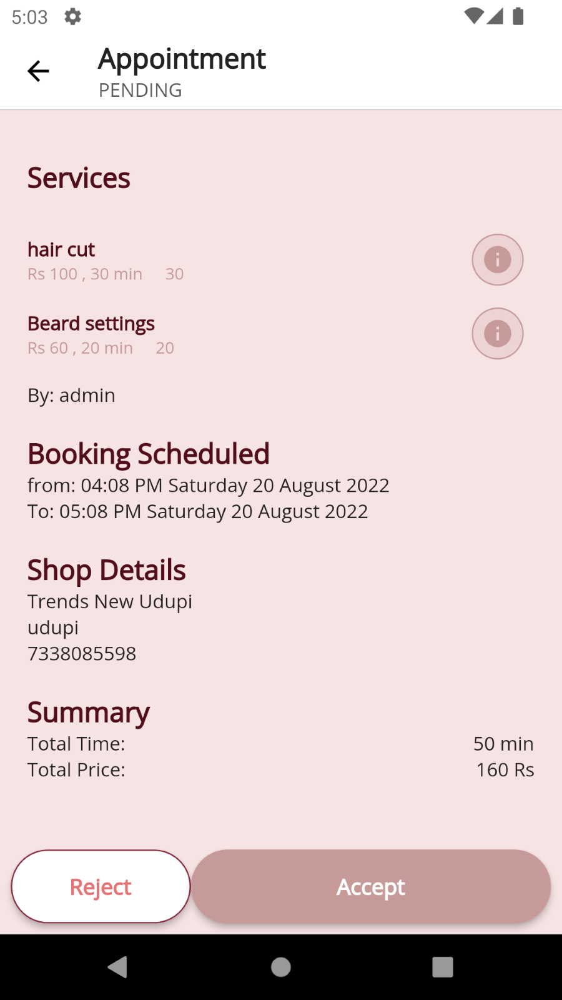 5:03
Appointment
PENDING
Services
hair cut
Rs 100 , 30 min 30
Beard settings
Rs 60 , 20 min 20
By: admin
Booking Scheduled
from: 04:08 PM Saturday 20 August 2022
To: 05:08 PM Saturday 20 August 2022
Shop Details
Trends New Udupi
udupi
7338085598
Summary
Total Time: 50 min
Total Price: 160 Rs
Reject Accept